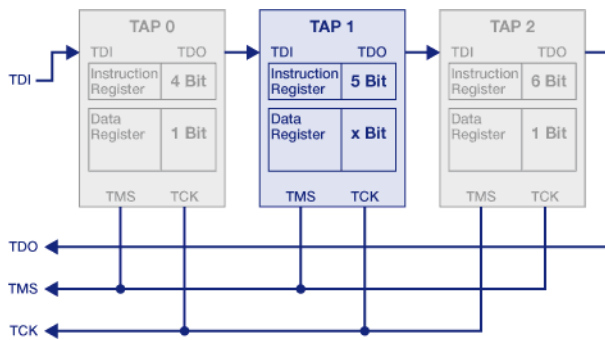 TAP 0
TAP 1
TAP 2
TDI TDO
TDI TDO
TDI TDO
TDI
Instruction
Register
4 Bit
Instruction
Register
5 Bit
Instruction
Register
6 Bit
Data
Register
1 Bit
Data
Register
x Bit
Data
Register
1 Bit
TMS TCK
TMS TCK
TMS TCK
TDO
TMS
TCK